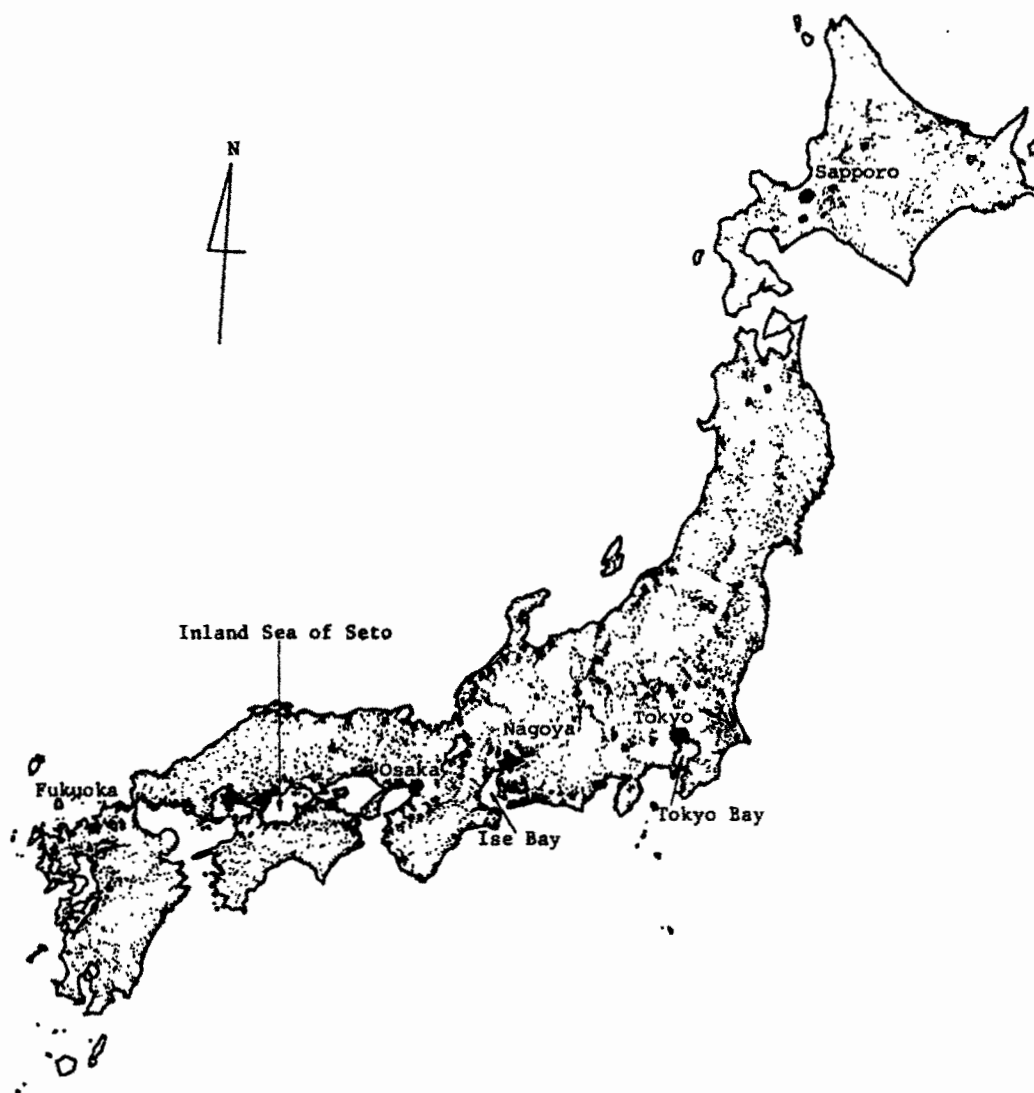 N
Sapporo
Inland Sea of Seto
Nagoya
Tokyo
Osaka
Fukuoka
Tokyo Bay
Ise Bay